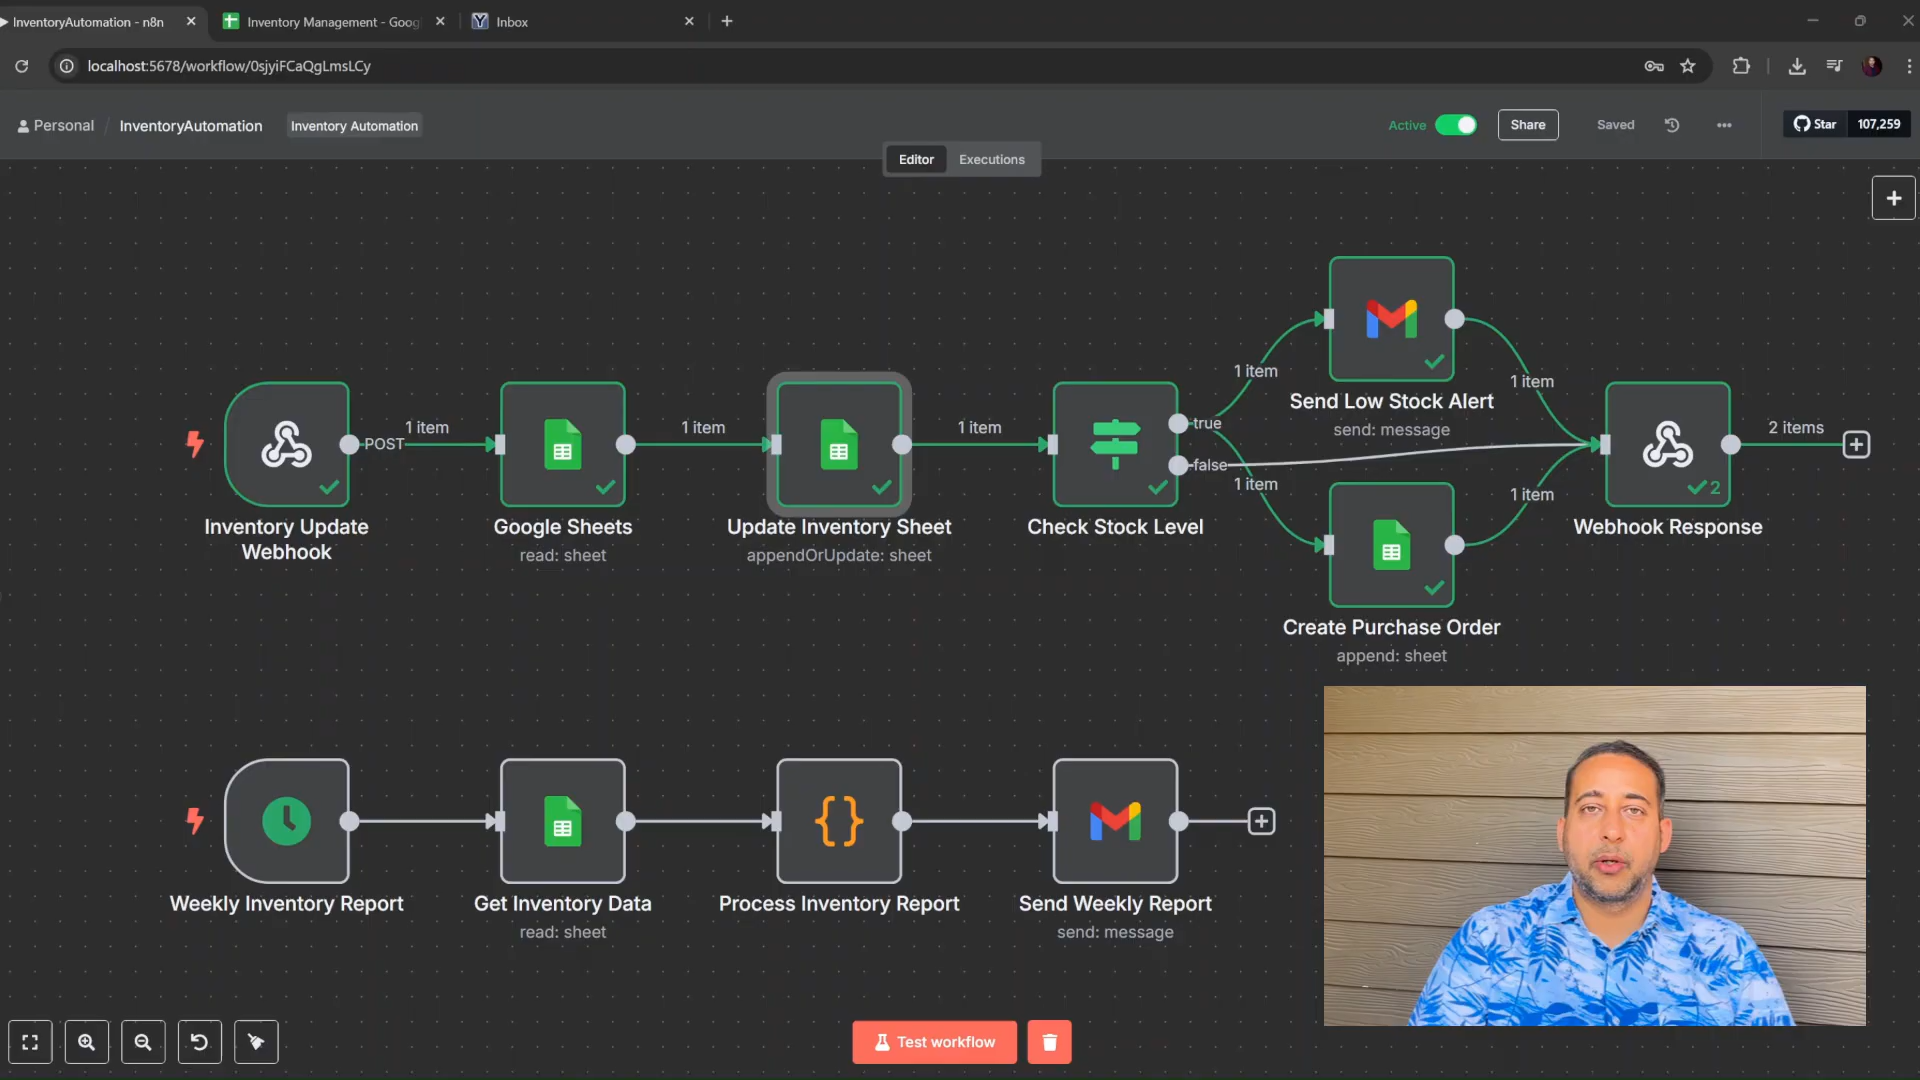 InventoryAutomation - n8n
Inventory Management - Goog
Inbox
localhost:5678/workflow/0sjyiFCaQgLmsLCy
Personal / InventoryAutomation
Inventory Automation
Active
Share
Saved
Star
107,259
Editor
Executions
POST
1 item
1 item
1 item
true
false
1 item
1 item
1 item
1 item
2 items
2
Send Low Stock Alert
send: message
Inventory Update
Webhook
Google Sheets
read: sheet
Update Inventory Sheet
appendOrUpdate: sheet
Check Stock Level
Webhook Response
Create Purchase Order
append: sheet
Weekly Inventory Report
Get Inventory Data
read: sheet
Process Inventory Report
Send Weekly Report
send: message
Test workflow